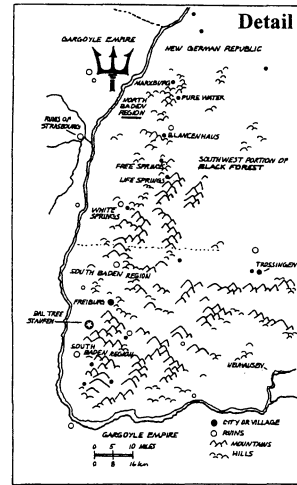 Detail
GARGOYLE EMPIRE
NEW GERMAN REPUBLIC
MARXBURG
PURE WATER
NORTH
BADEN
REGION
RUINS OF
STRASBOURG
BLANCENHAUS
FREE SPRINGS
SOUTHWEST PORTION OF
BLACK FOREST
LIFE SPRINGS
WHITE
SPRINGS
TROSSINGEN
SOUTH BADEN REGION
FREIBURG
STAUFEN
SOUTH
BADEN REGION
NEUHAUSEN
CITY OR VILLAGE
RUINS
MOUNTAINS
HILLS
GARGOYLE EMPIRE
0 5 10 MILES
0 8 16 km